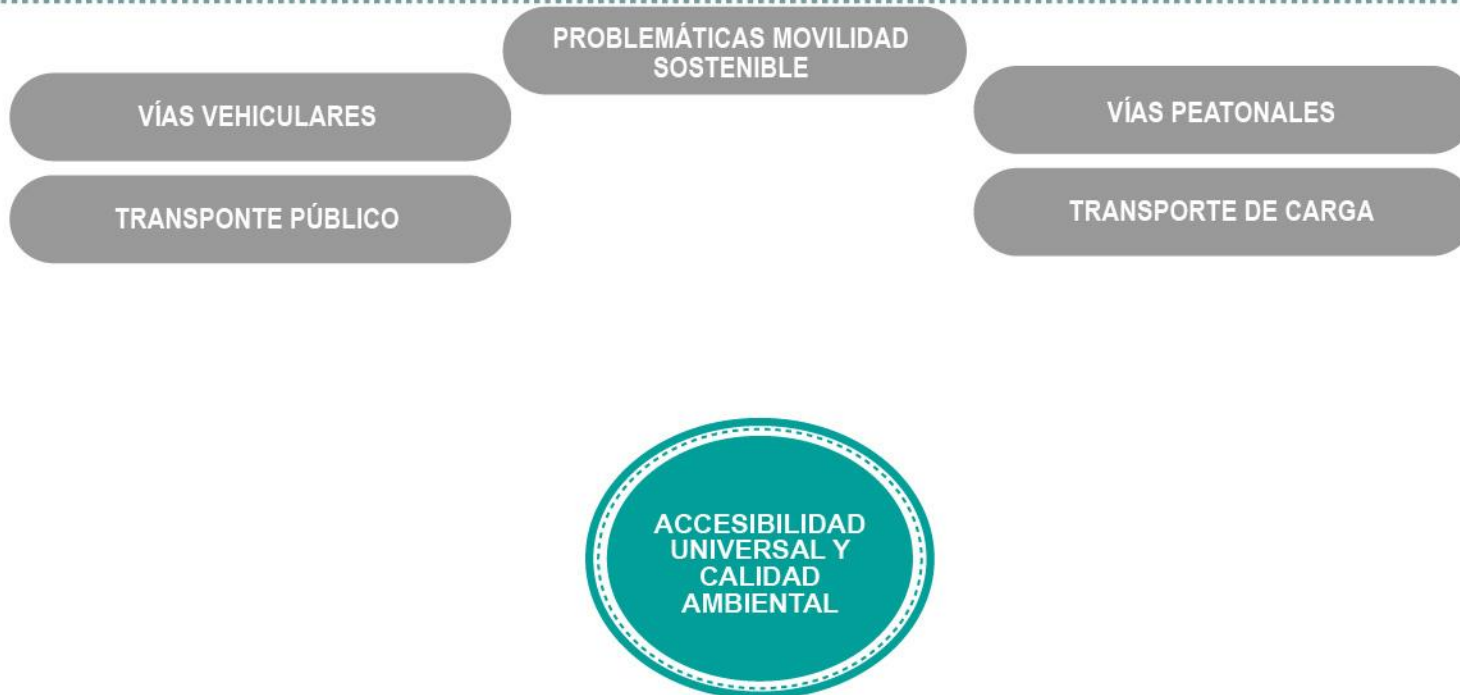 PROBLEMÁTICAS MOVILIDAD
SOSTENIBLE
VÍAS VEHICULARES
VÍAS PEATONALES
TRANSPONTE PÚBLICO
TRANSPORTE DE CARGA
ACCESIBILIDAD
UNIVERSAL Y
CALIDAD
AMBIENTAL